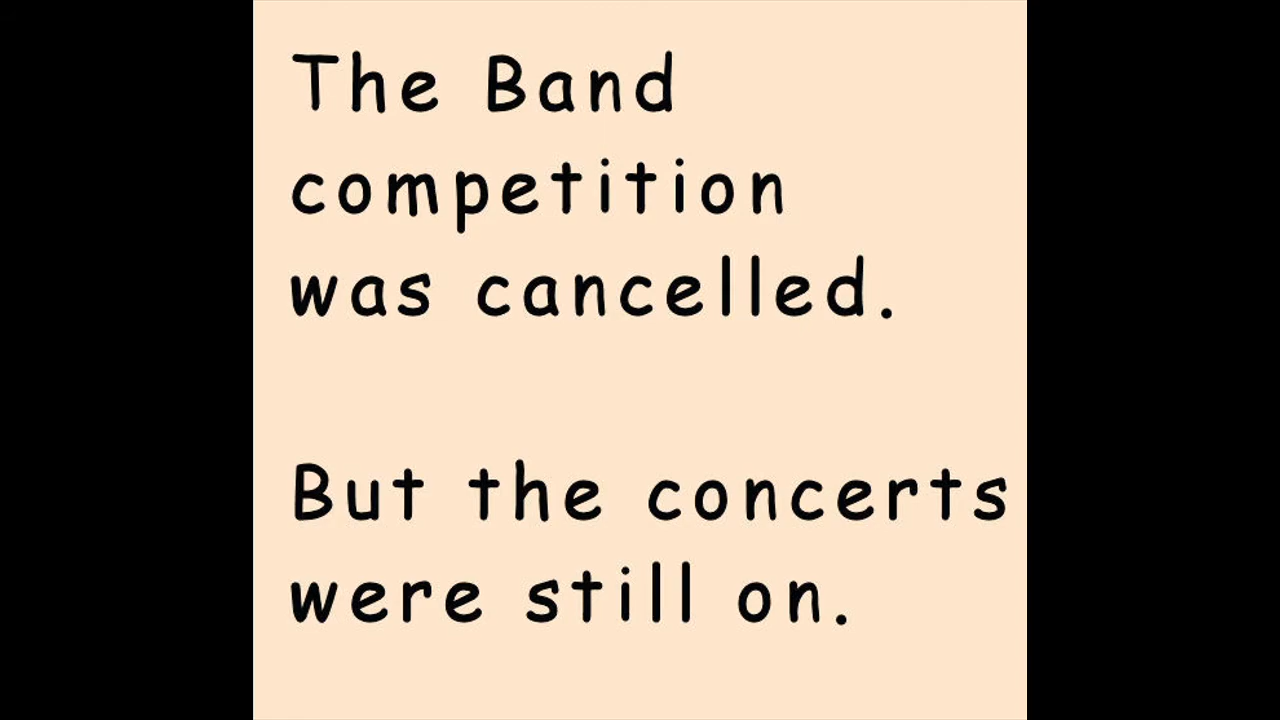 The Band
competition
was cancelled.
But the concerts
were still on.